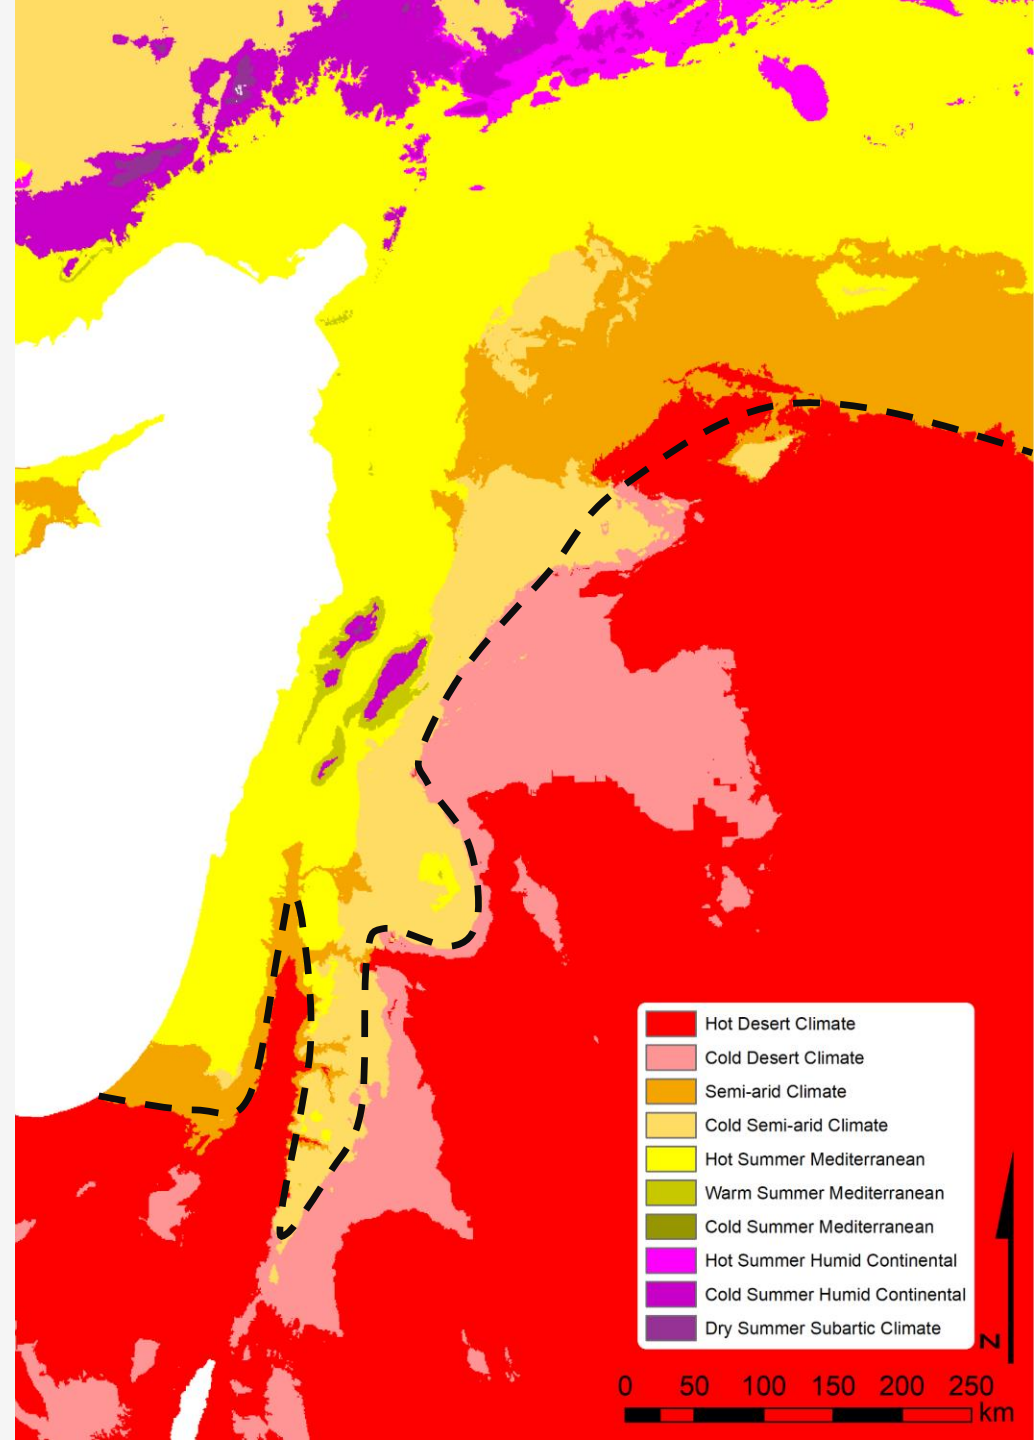 Hot Desert Climate
Cold Desert Climate
Semi-arid Climate
Cold Semi-arid Climate
Hot Summer Mediterranean
Warm Summer Mediterranean
Cold Summer Mediterranean
Hot Summer Humid Continental
Cold Summer Humid Continental
Dry Summer Subartic Climate
N
0 50 100 150 200 250
km